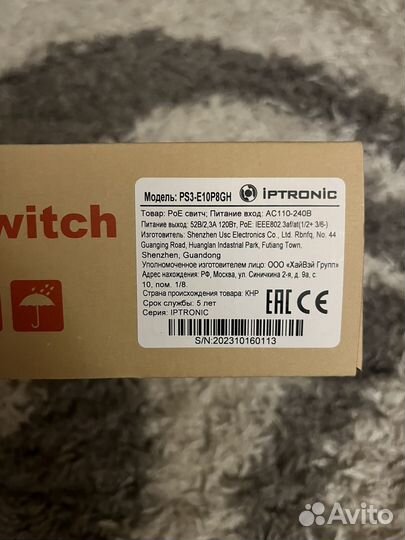 witch
Модель: PS3-E10P8GH IPTRONIC
Товар: PoE свитч; Питание вход: AC110-240В
Питание выход: 52В/2,3А 120Вт, PoE: IEEE802.3af/at(1/2+ 3/6-)
Изготовитель: Shenzhen Usc Electronics Co., Ltd. Rbnfq, No. 44
Guanging Road, Huanglan Indastrial Park, Futiang Town,
Shenzhen, Guandong
Уполномоченное изготовителем лицо: ООО «ХайВэй Групп»
Адрес нахождения: РФ, Москва, ул. Синичкина 2-я, д. 9а, с.
10, пом. 1/8.
Страна происхождения товара: КНР
Срок службы: 5 лет
Серия: IPTRONIC
EAC CE
S/N:202310160113
Avito